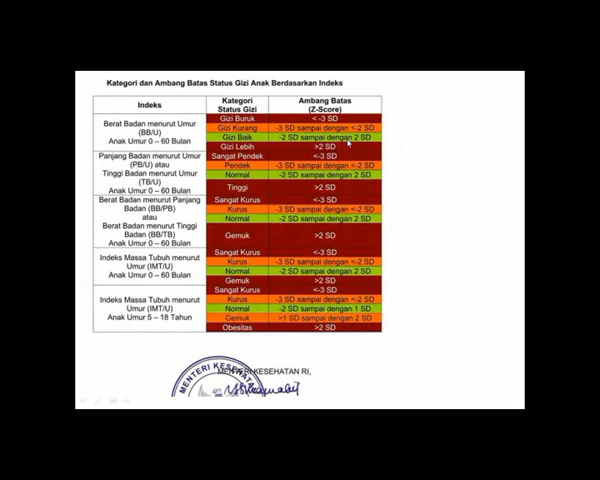 Kategori dan Ambang Batas Status Gizi Anak Berdasarkan Indeks
Indeks
Kategori
Status Gizi
Ambang Batas
(Z-Score)
Berat Badan menurut Umur
(BB/U)
Anak Umur 0 – 60 Bulan
Gizi Buruk < -3 SD
Gizi Kurang -3 SD sampai dengan <-2 SD
Gizi Baik -2 SD sampai dengan 2 SD
Gizi Lebih >2 SD
Panjang Badan menurut Umur
(PB/U) atau
Tinggi Badan menurut Umur
(TB/U)
Anak Umur 0 – 60 Bulan
Sangat Pendek <-3 SD
Pendek -3 SD sampai dengan <-2 SD
Normal -2 SD sampai dengan 2 SD
Tinggi >2 SD
Berat Badan menurut Panjang
Badan (BB/PB)
atau
Berat Badan menurut Tinggi
Badan (BB/TB)
Anak Umur 0 – 60 Bulan
Sangat Kurus <-3 SD
Kurus -3 SD sampai dengan <-2 SD
Normal -2 SD sampai dengan 2 SD
Gemuk >2 SD
Indeks Massa Tubuh menurut
Umur (IMT/U)
Anak Umur 0 – 60 Bulan
Sangat Kurus <-3 SD
Kurus -3 SD sampai dengan <-2 SD
Normal -2 SD sampai dengan 2 SD
Gemuk >2 SD
Indeks Massa Tubuh menurut
Umur (IMT/U)
Anak Umur 5 – 18 Tahun
Sangat Kurus <-3 SD
Kurus -3 SD sampai dengan <-2 SD
Normal -2 SD sampai dengan 1 SD
Gemuk >1 SD sampai dengan 2 SD
Obesitas >2 SD
MENTERI KESEHATAN RI,
MENTERI KESEHATAN